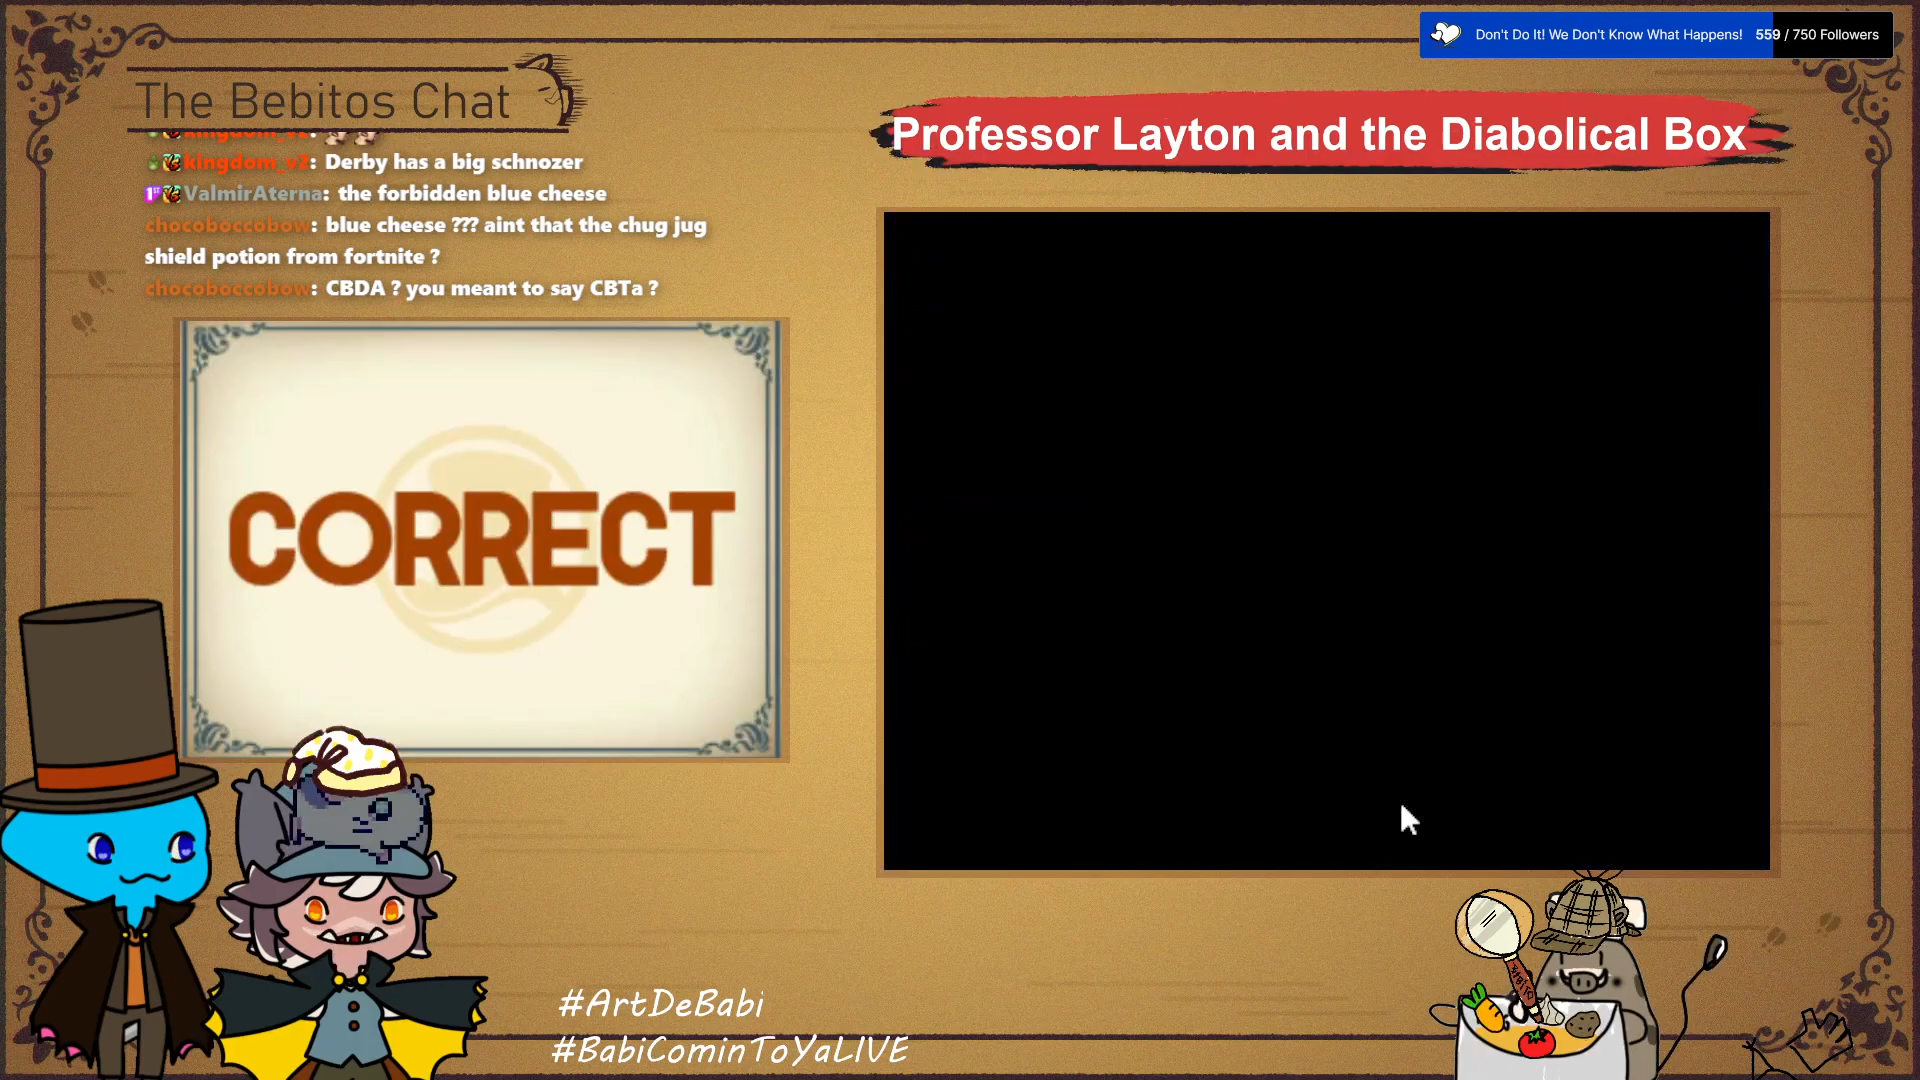 Don't Do It! We Don't Know What Happens! 559 / 750 Followers
The Bebitos Chat
Professor Layton and the Diabolical Box
kingdom_v2:
kingdom_v2: Derby has a big schnozer
1ST ValmirAterna: the forbidden blue cheese
chocoboccobow: blue cheese ??? aint that the chug jug
shield potion from fortnite ?
chocoboccobow: CBDA ? you meant to say CBTa ?
CORRECT
#ArtDeBabi
#BabiCominToYaLIVE